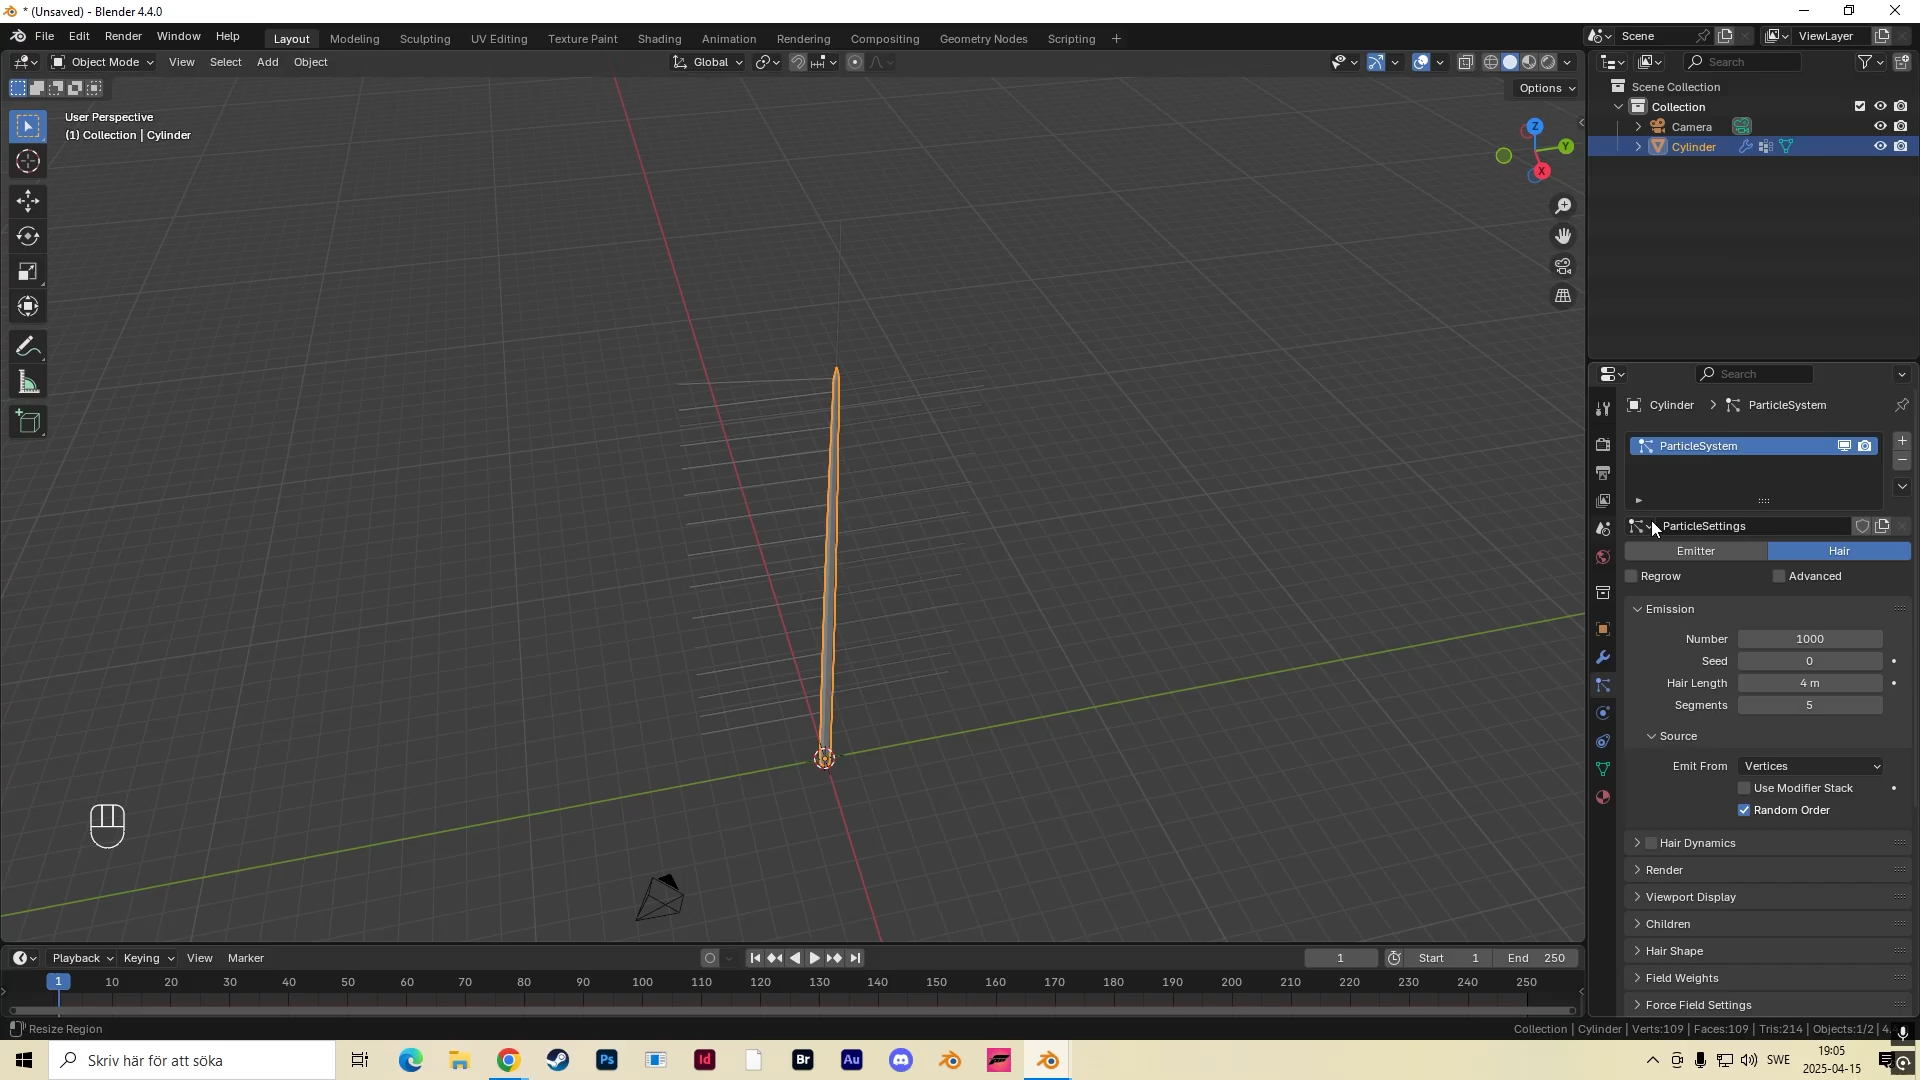 * (Unsaved) - Blender 4.4.0
File Edit Render Window Help Layout Modeling Sculpting UV Editing Texture Paint Shading Animation Rendering Compositing Geometry Nodes Scripting + Scene ViewLayer
Object Mode View Select Add Object Global Search
Options
User Perspective
(1) Collection | Cylinder
Z
Y
X
Scene Collection
Collection
Camera
Cylinder
Search
Cylinder > ParticleSystem
ParticleSystem
ParticleSettings
Emitter Hair
Regrow Advanced
Emission
Number 1000
Seed 0
Hair Length 4 m
Segments 5
Source
Emit From Vertices
Use Modifier Stack
Random Order
Hair Dynamics
Render
Viewport Display
Children
Hair Shape
Field Weights
Force Field Settings
Playback Keying View Marker 1 Start 1 End 250
1 10 20 30 40 50 60 70 80 90 100 110 120 130 140 150 160 170 180 190 200 210 220 230 240 250
Resize Region
Collection | Cylinder | Verts:109 | Faces:109 | Tris:214 | Objects:1/2 |
Skriv här för att söka
Ps Id Br Au
SWE
19:05
2025-04-15